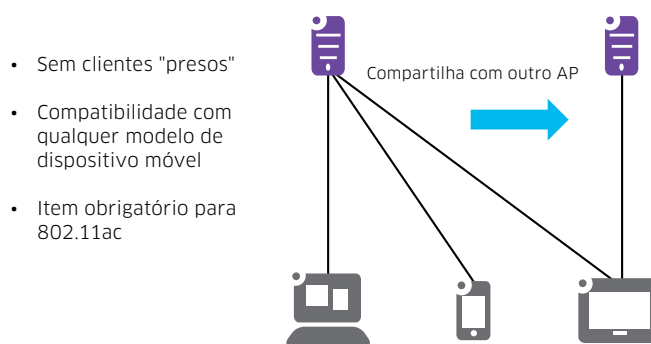 • Sem clientes "presos"
• Compatibilidade com
qualquer modelo de
dispositivo móvel
• Item obrigatório para
802.11ac
Compartilha com outro AP